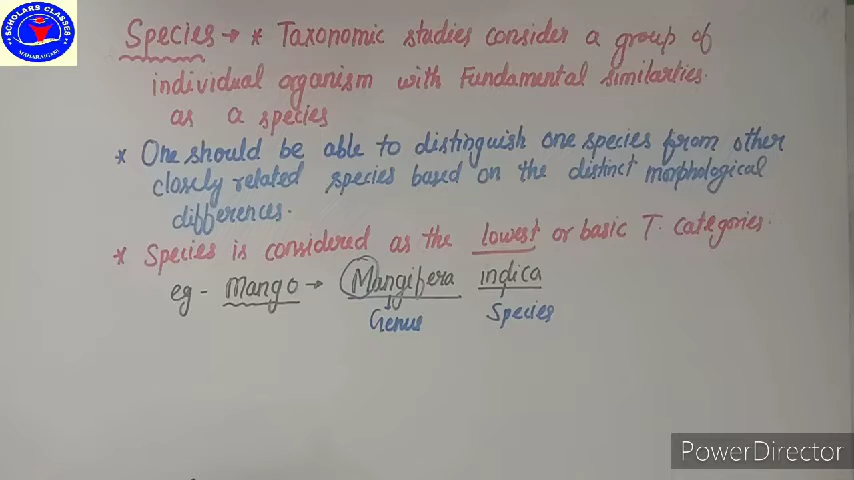 SCHOLARS CLASSES
Species → * Taxonomic studies consider a group of
individual organism with Fundamental similarties.
as a species
* One should be able to distinguish one species from other
closely related species based on the distinct morphological
differences.
* Species is considered as the lowest or basic T. categories.
eg - Mango → Mangifera indica
Genus Species
PowerDirector